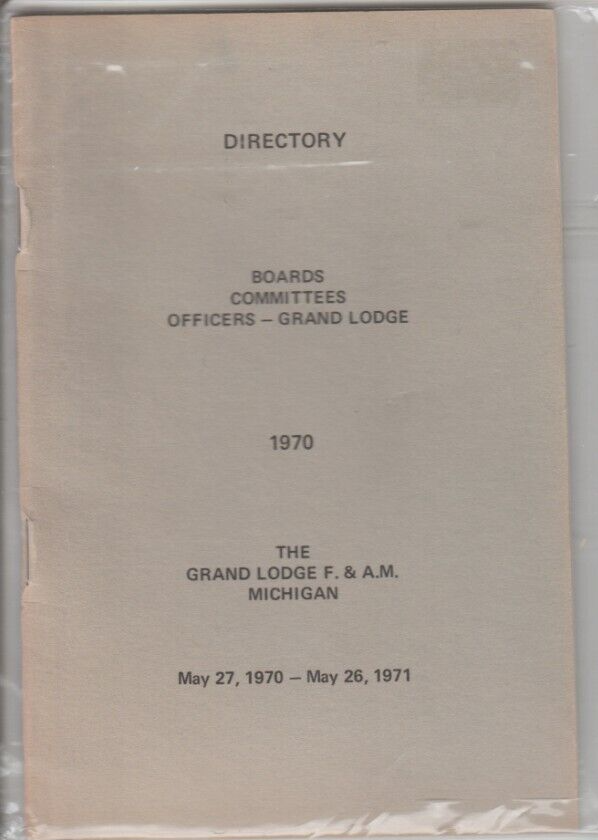 DIRECTORY
BOARDS
COMMITTEES
OFFICERS – GRAND LODGE
1970
THE
GRAND LODGE F. & A.M.
MICHIGAN
May 27, 1970 – May 26, 1971